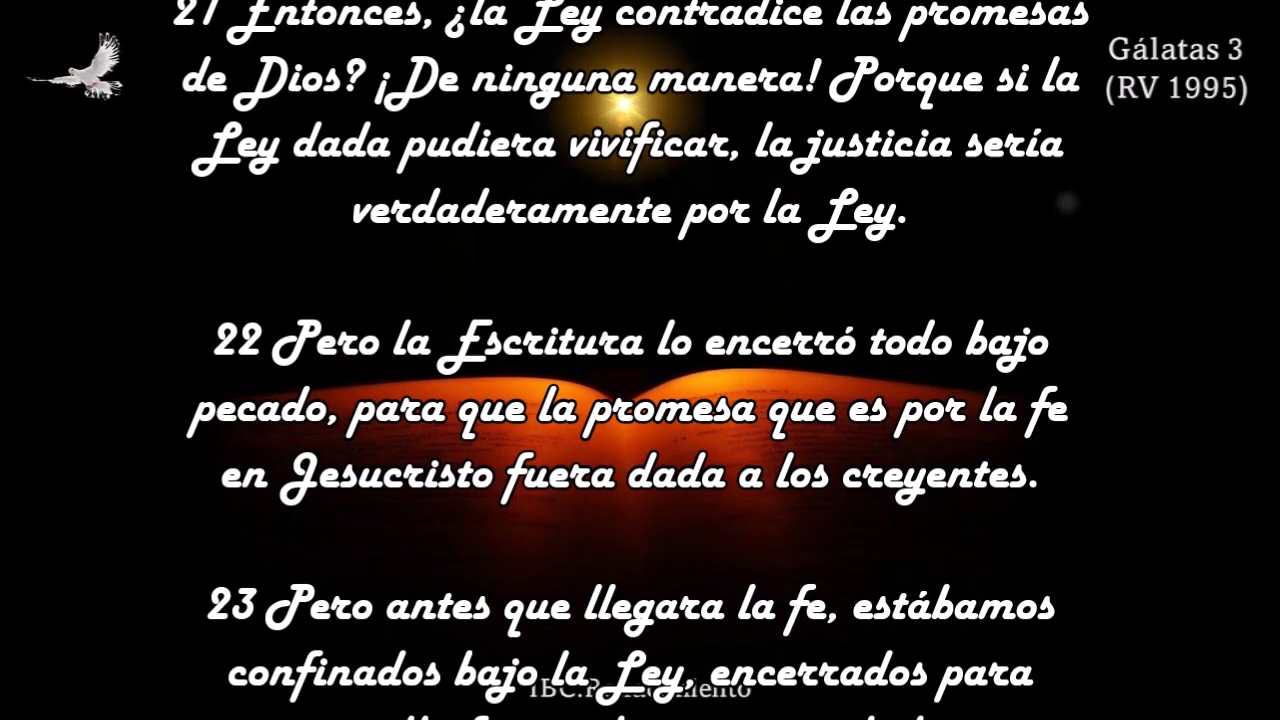 21 Entonces, ¿la Ley contradice las promesas
de Dios? ¡De ninguna manera! Porque si la
Ley dada pudiera vivificar, la justicia sería
verdaderamente por la Ley.
22 Pero la Escritura lo encerró todo bajo
pecado, para que la promesa que es por la fe
en Jesucristo fuera dada a los creyentes.
23 Pero antes que llegara la fe, estábamos
confinados bajo la Ley, encerrados para
Gálatas 3
(RV 1995)